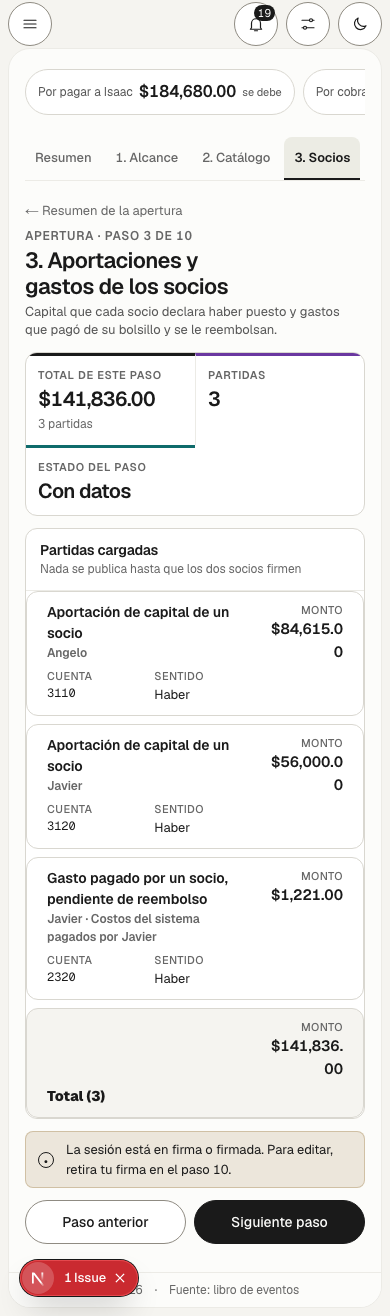 19
Por pagar a Isaac $184,680.00 se debe
Por cobra
Resumen 1. Alcance 2. Catálogo 3. Socios
← Resumen de la apertura
APERTURA · PASO 3 DE 10
3. Aportaciones y
gastos de los socios
Capital que cada socio declara haber puesto y gastos
que pagó de su bolsillo y se le reembolsan.
TOTAL DE ESTE PASO
$141,836.00
3 partidas
PARTIDAS
3
ESTADO DEL PASO
Con datos
Partidas cargadas
Nada se publica hasta que los dos socios firmen
Aportación de capital de un
socio
Angelo
MONTO
$84,615.0
0
CUENTA
3110
SENTIDO
Haber
Aportación de capital de un
socio
Javier
MONTO
$56,000.0
0
CUENTA
3120
SENTIDO
Haber
Gasto pagado por un socio,
pendiente de reembolso
Javier · Costos del sistema
pagados por Javier
MONTO
$1,221.00
CUENTA
2320
SENTIDO
Haber
MONTO
$141,836.
00
Total (3)
La sesión está en firma o firmada. Para editar,
retira tu firma en el paso 10.
Paso anterior
Siguiente paso
N 1 Issue
26 · Fuente: libro de eventos